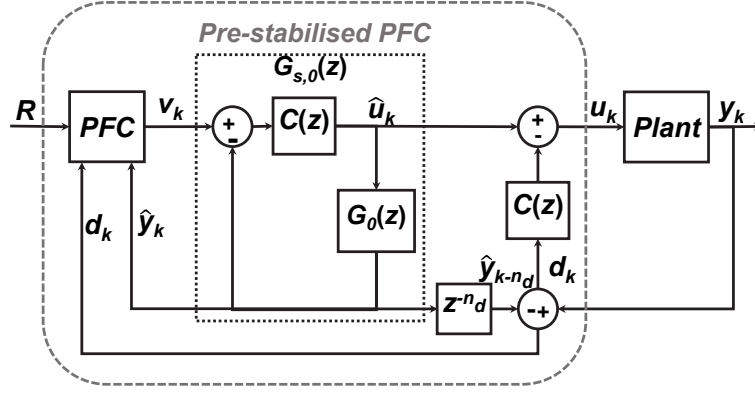 Pre-stabilised PFC
G_{s,0}(z)
R
PFC
v_k
+
-
C(z)
û_k
+
-
u_k
Plant
y_k
d_k
ŷ_k
G_0(z)
C(z)
ŷ_{k-n_d}
d_k
z^{-n_d}
-+